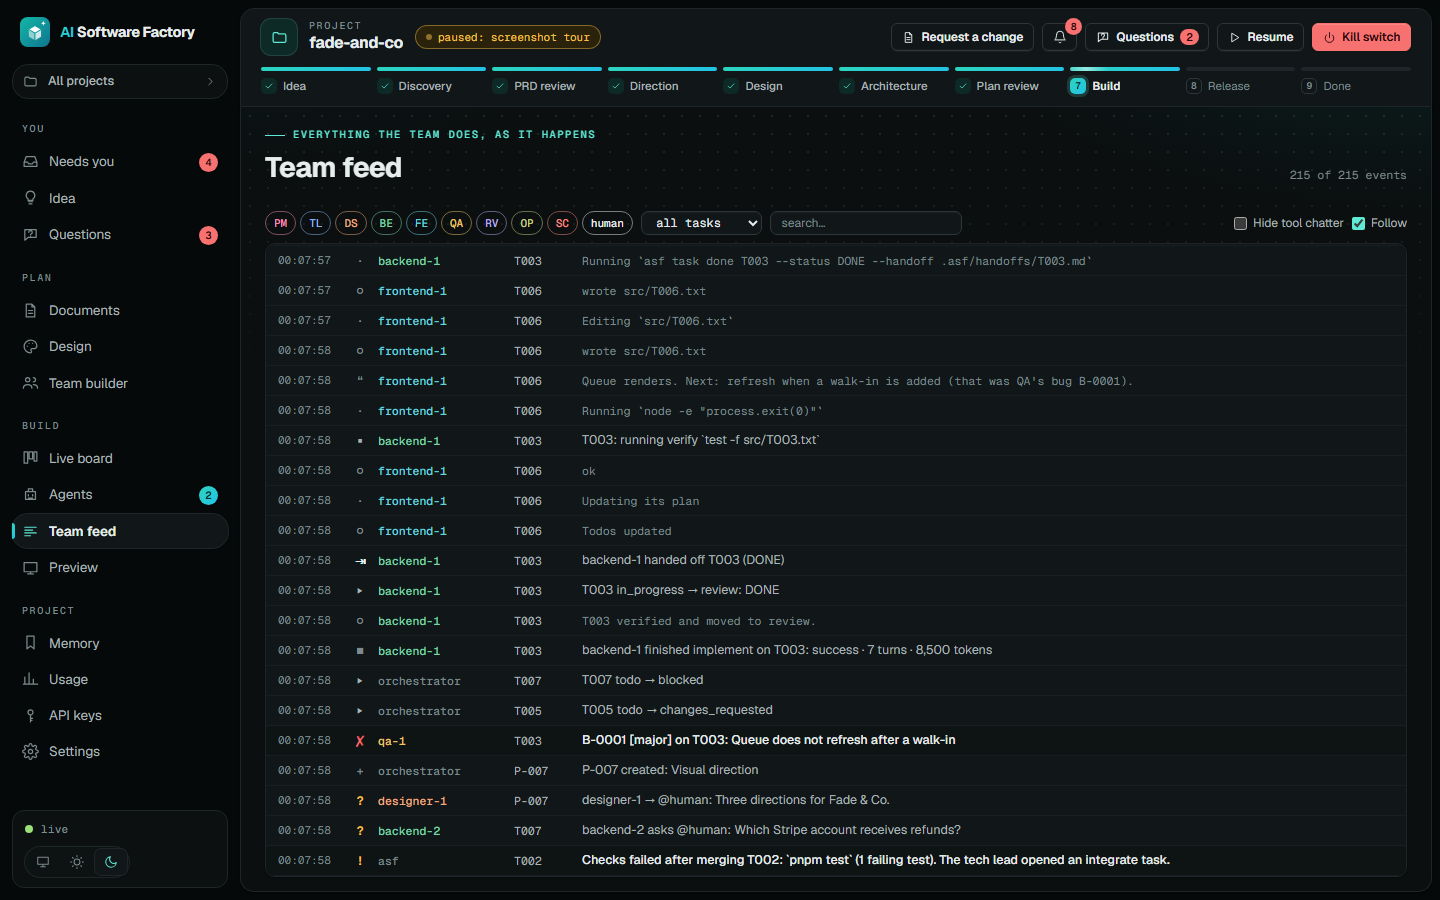 AI Software Factory
All projects
YOU
Needs you 4
Idea
Questions 3
PLAN
Documents
Design
Team builder
BUILD
Live board
Agents 2
Team feed
Preview
PROJECT
Memory
Usage
API keys
Settings
live
PROJECT
fade-and-co
paused: screenshot tour
Request a change
8
Questions 2
Resume
Kill switch
Idea
Discovery
PRD review
Direction
Design
Architecture
Plan review
7 Build
8 Release
9 Done
EVERYTHING THE TEAM DOES, AS IT HAPPENS
Team feed
215 of 215 events
PM TL DS BE FE QA RV OP SC human all tasks search… Hide tool chatter Follow
00:07:57 · backend-1 T003 Running `asf task done T003 --status DONE --handoff .asf/handoffs/T003.md`
00:07:57 o frontend-1 T006 wrote src/T006.txt
00:07:57 · frontend-1 T006 Editing `src/T006.txt`
00:07:58 o frontend-1 T006 wrote src/T006.txt
00:07:58 “ frontend-1 T006 Queue renders. Next: refresh when a walk-in is added (that was QA's bug B-0001).
00:07:58 · frontend-1 T006 Running `node -e "process.exit(0)"`
00:07:58 ▪ backend-1 T003 T003: running verify `test -f src/T003.txt`
00:07:58 o frontend-1 T006 ok
00:07:58 · frontend-1 T006 Updating its plan
00:07:58 o frontend-1 T006 Todos updated
00:07:58 ⇥ backend-1 T003 backend-1 handed off T003 (DONE)
00:07:58 ▸ backend-1 T003 T003 in_progress → review: DONE
00:07:58 o backend-1 T003 T003 verified and moved to review.
00:07:58 ■ backend-1 T003 backend-1 finished implement on T003: success · 7 turns · 8,500 tokens
00:07:58 ▸ orchestrator T007 T007 todo → blocked
00:07:58 ▸ orchestrator T005 T005 todo → changes_requested
00:07:58 ✗ qa-1 T003 B-0001 [major] on T003: Queue does not refresh after a walk-in
00:07:58 + orchestrator P-007 P-007 created: Visual direction
00:07:58 ? designer-1 P-007 designer-1 → @human: Three directions for Fade & Co.
00:07:58 ? backend-2 T007 backend-2 asks @human: Which Stripe account receives refunds?
00:07:58 ! asf T002 Checks failed after merging T002: `pnpm test` (1 failing test). The tech lead opened an integrate task.